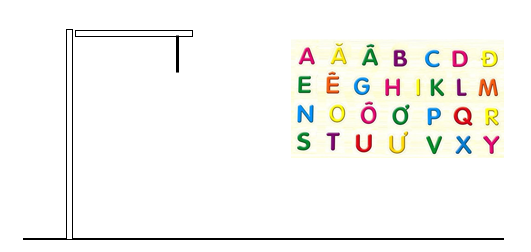 A Ă Â B C D Đ
E Ê G H I K L M
N O Ô Ơ P Q R
S T U Ư V X Y